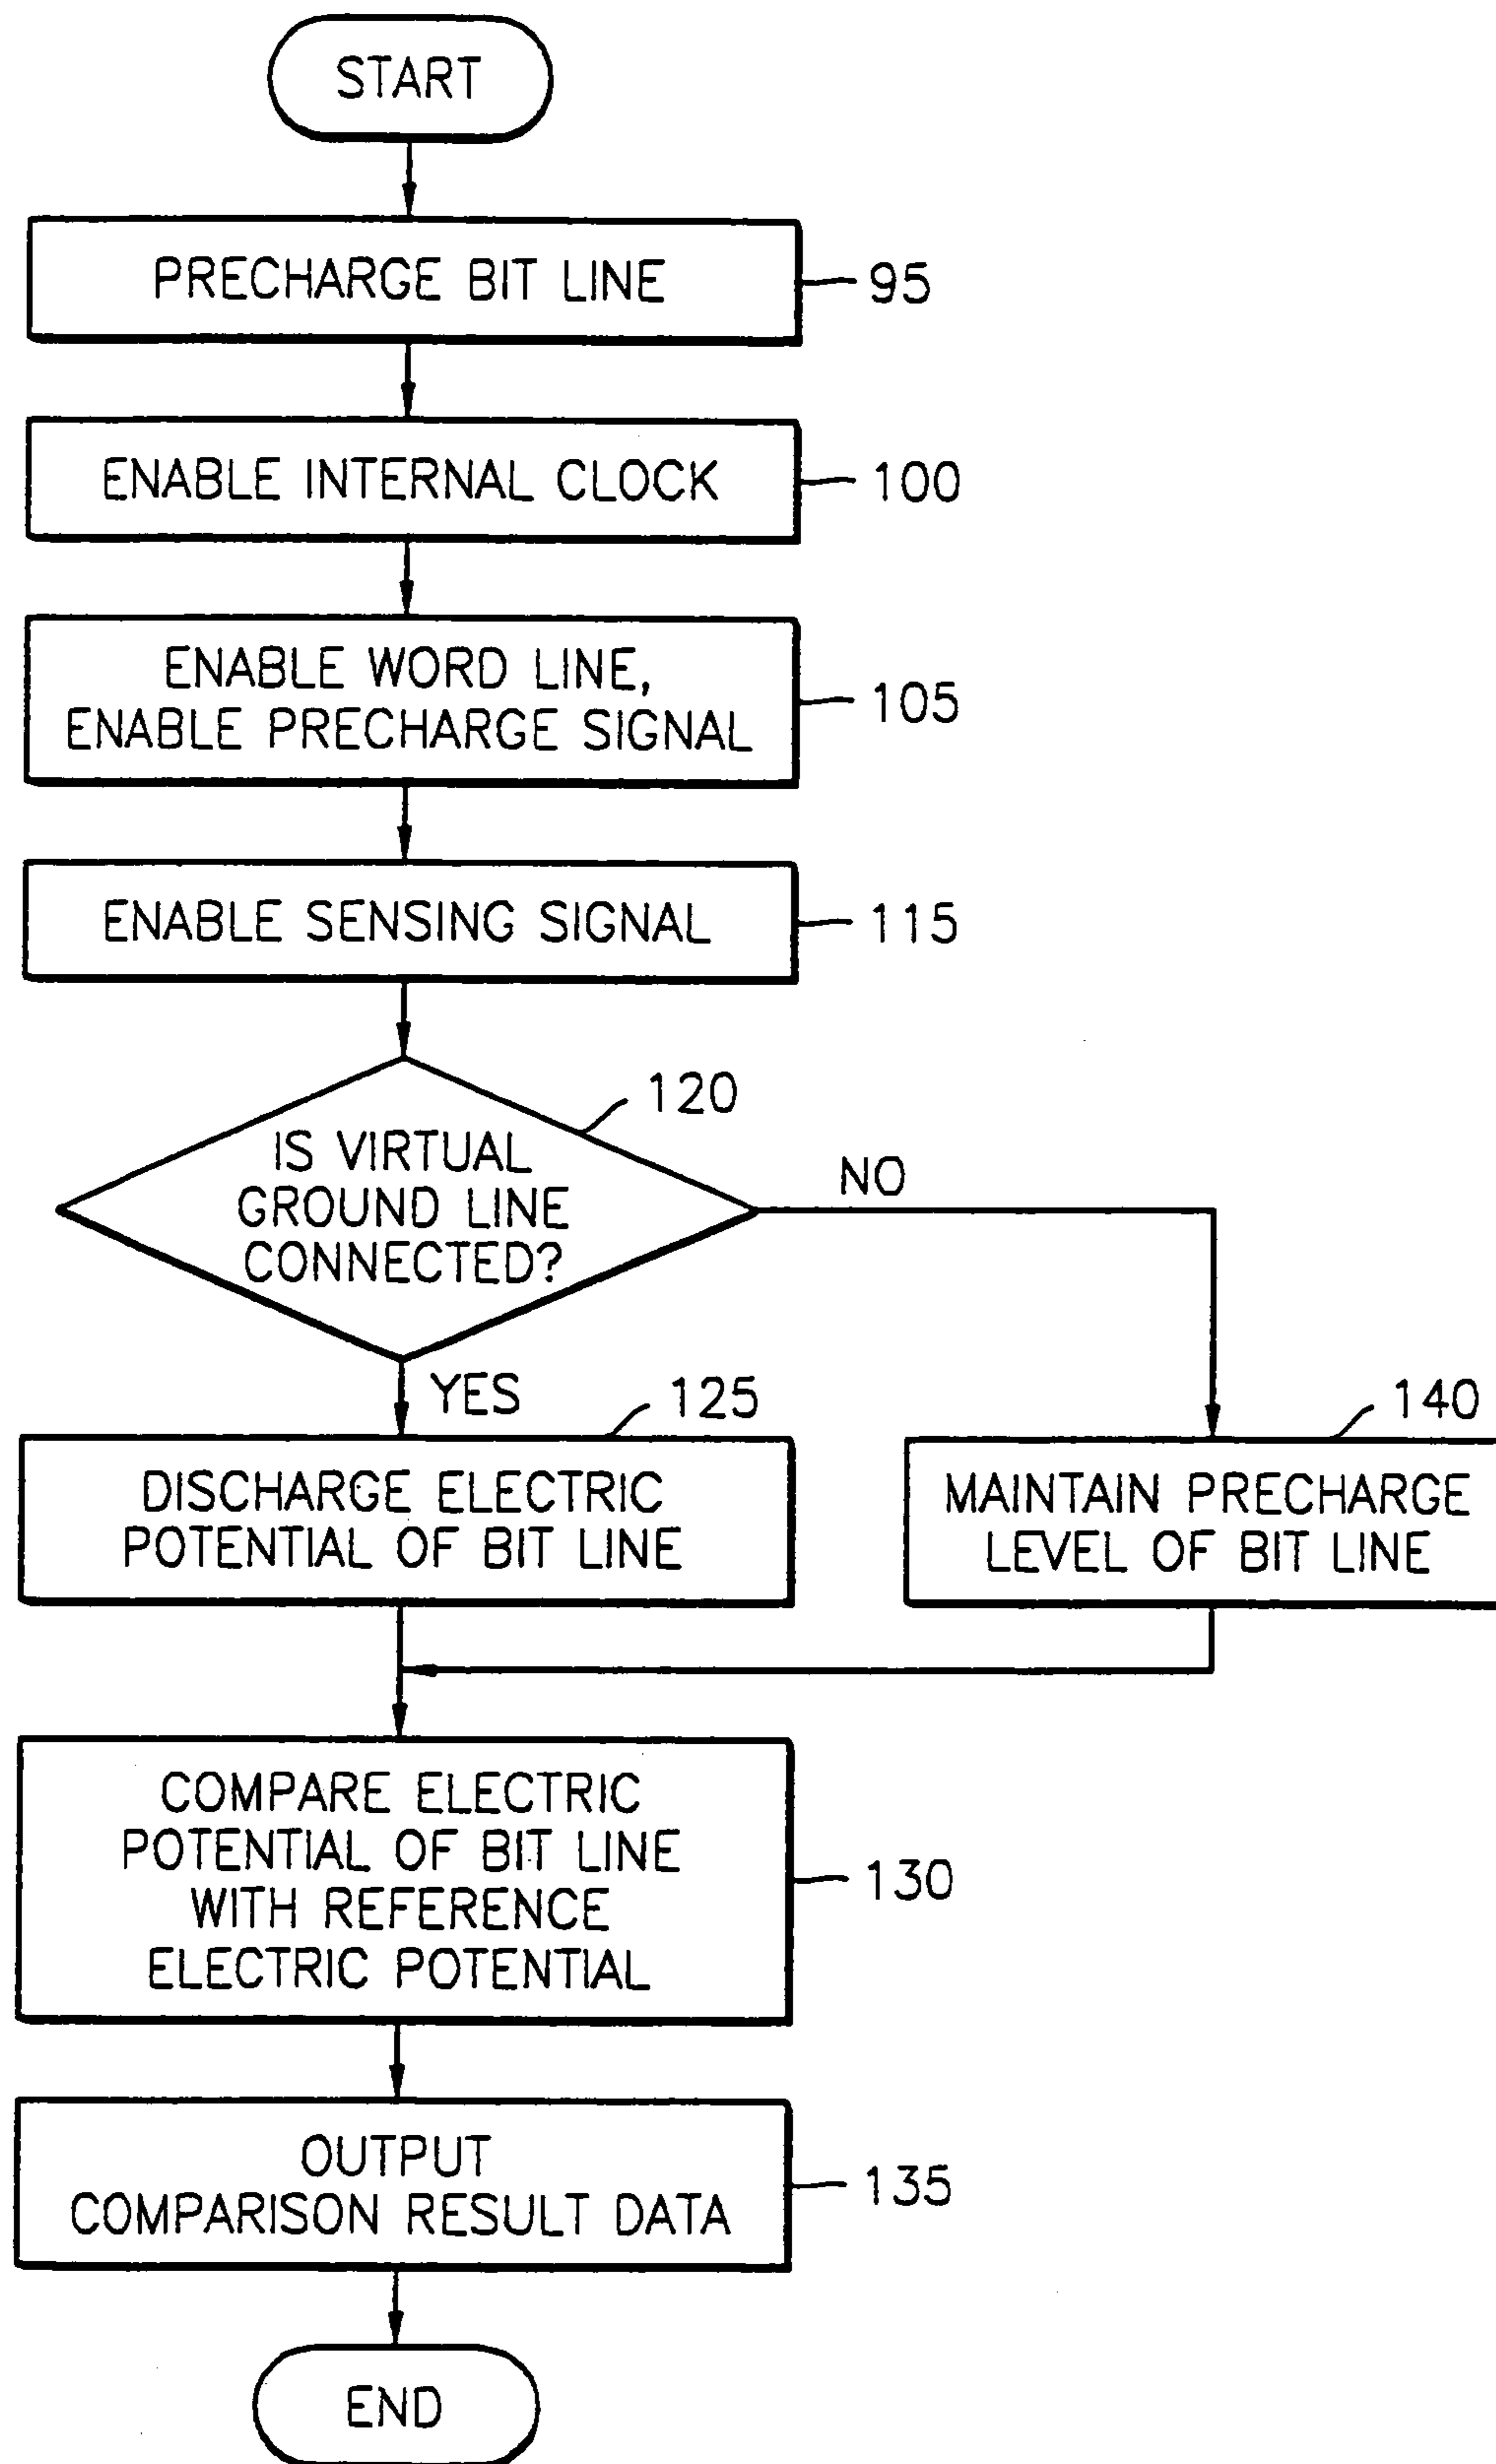 START
PRECHARGE BIT LINE
95
ENABLE INTERNAL CLOCK
100
ENABLE WORD LINE,
ENABLE PRECHARGE SIGNAL
105
ENABLE SENSING SIGNAL
115
120
IS VIRTUAL
GROUND LINE
CONNECTED?
NO
YES
125
DISCHARGE ELECTRIC
POTENTIAL OF BIT LINE
140
MAINTAIN PRECHARGE
LEVEL OF BIT LINE
COMPARE ELECTRIC
POTENTIAL OF BIT LINE
WITH REFERENCE
ELECTRIC POTENTIAL
130
OUTPUT
COMPARISON RESULT DATA
135
END